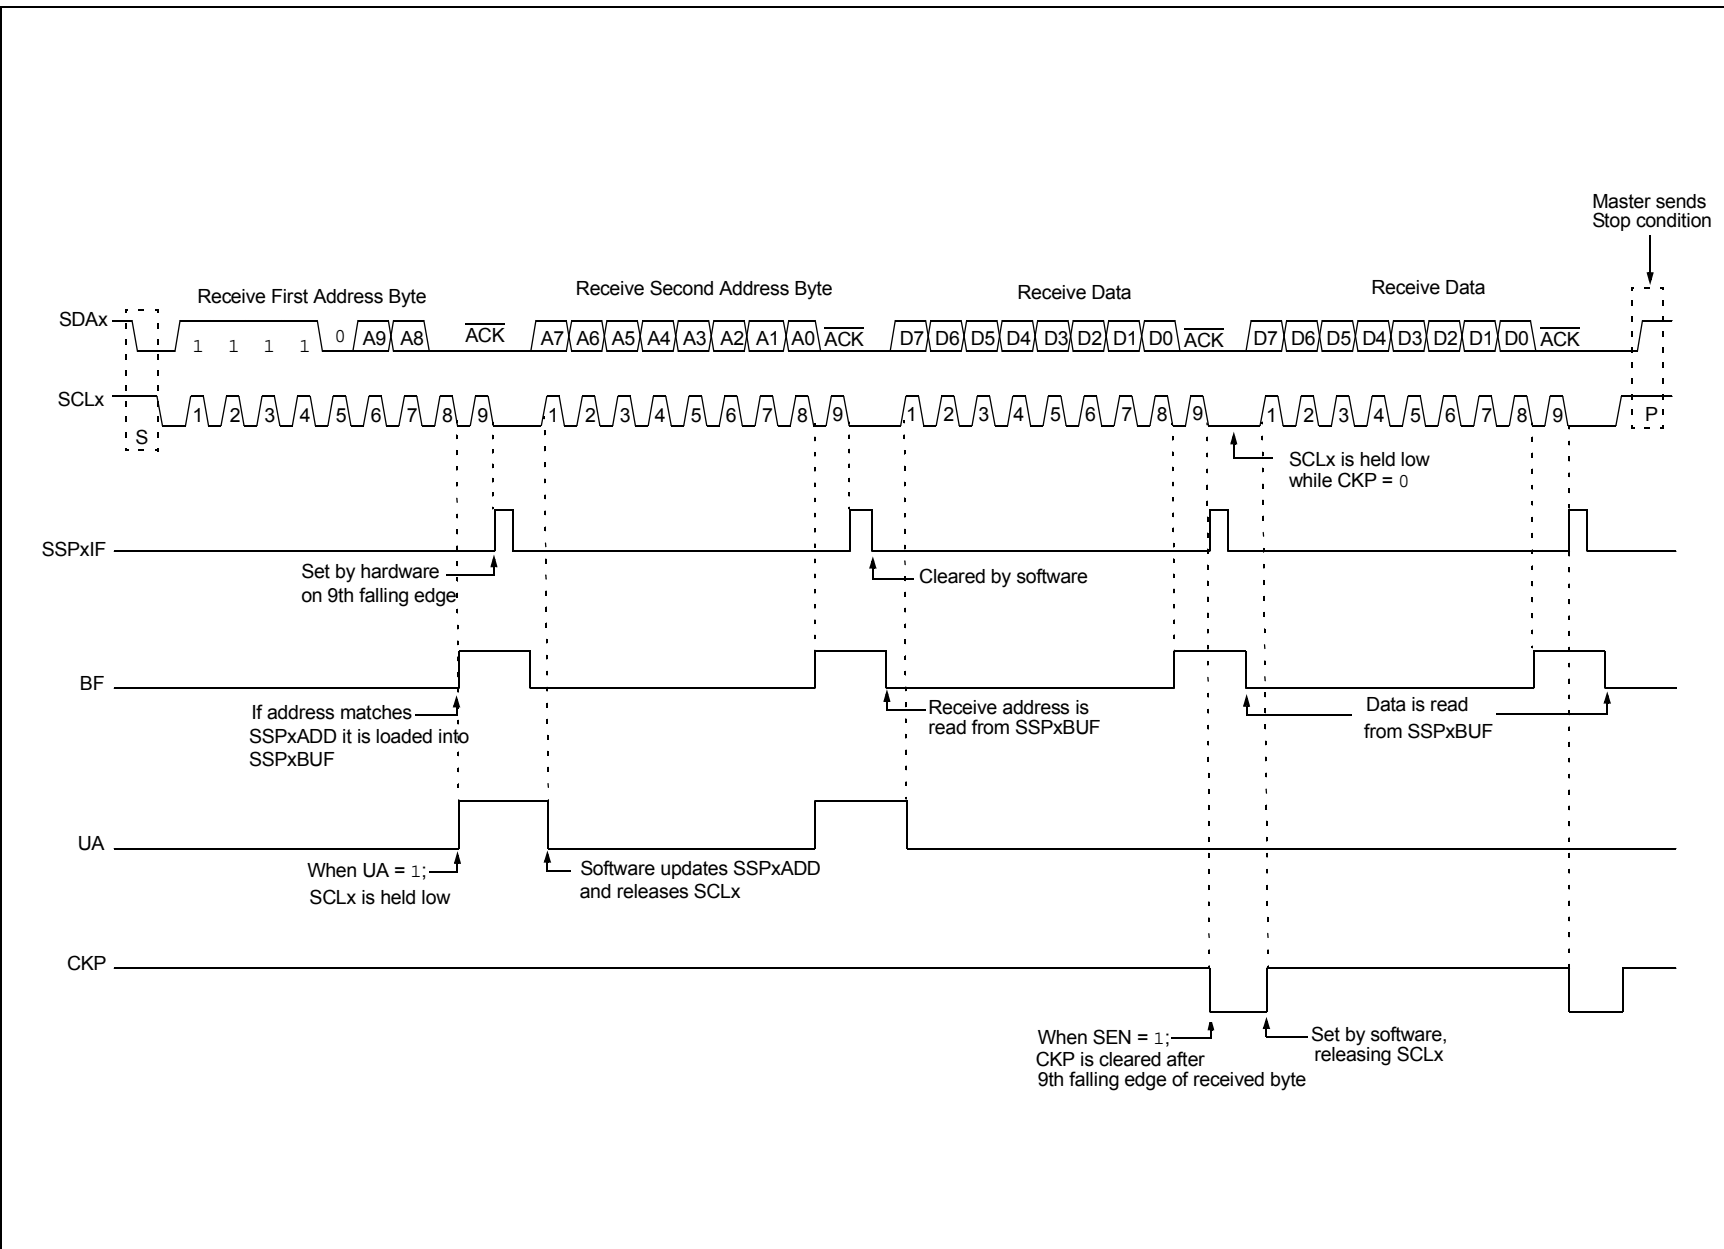 Master sends
Stop condition
Receive First Address Byte
Receive Second Address Byte
Receive Data
Receive Data
SDAx
1 1 1 1 0 A9 A8 ACK A7 A6 A5 A4 A3 A2 A1 A0 ACK D7 D6 D5 D4 D3 D2 D1 D0 ACK D7 D6 D5 D4 D3 D2 D1 D0 ACK
SCLx
S 1 2 3 4 5 6 7 8 9 1 2 3 4 5 6 7 8 9 1 2 3 4 5 6 7 8 9 1 2 3 4 5 6 7 8 9 P
SCLx is held low
while CKP = 0
SSPxIF
Set by hardware
on 9th falling edge
Cleared by software
BF
If address matches
SSPxADD it is loaded into
SSPxBUF
Receive address is
read from SSPxBUF
Data is read
from SSPxBUF
UA
When UA = 1;
SCLx is held low
Software updates SSPxADD
and releases SCLx
CKP
When SEN = 1;
CKP is cleared after
9th falling edge of received byte
Set by software,
releasing SCLx